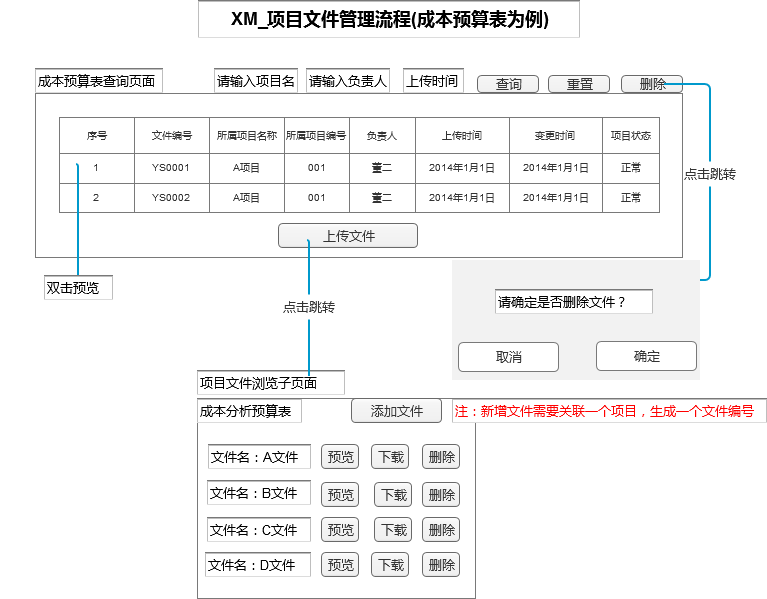 XM_项目文件管理流程(成本预算表为例)
成本预算表查询页面 请输入项目名 请输入负责人 上传时间 查询 重置 删除
序号 文件编号 所属项目名称 所属项目编号 负责人 上传时间 变更时间 项目状态
1 YS0001 A项目 001 董二 2014年1月1日 2014年1月1日 正常
点击跳转
2 YS0002 A项目 001 董二 2014年1月1日 2014年1月1日 正常
上传文件
双击预览
请确定是否删除文件？
点击跳转
取消 确定
项目文件浏览子页面
成本分析预算表 添加文件 注：新增文件需要关联一个项目，生成一个文件编号
文件名：A文件 预览 下载 删除
文件名：B文件 预览 下载 删除
文件名：C文件 预览 下载 删除
文件名：D文件 预览 下载 删除